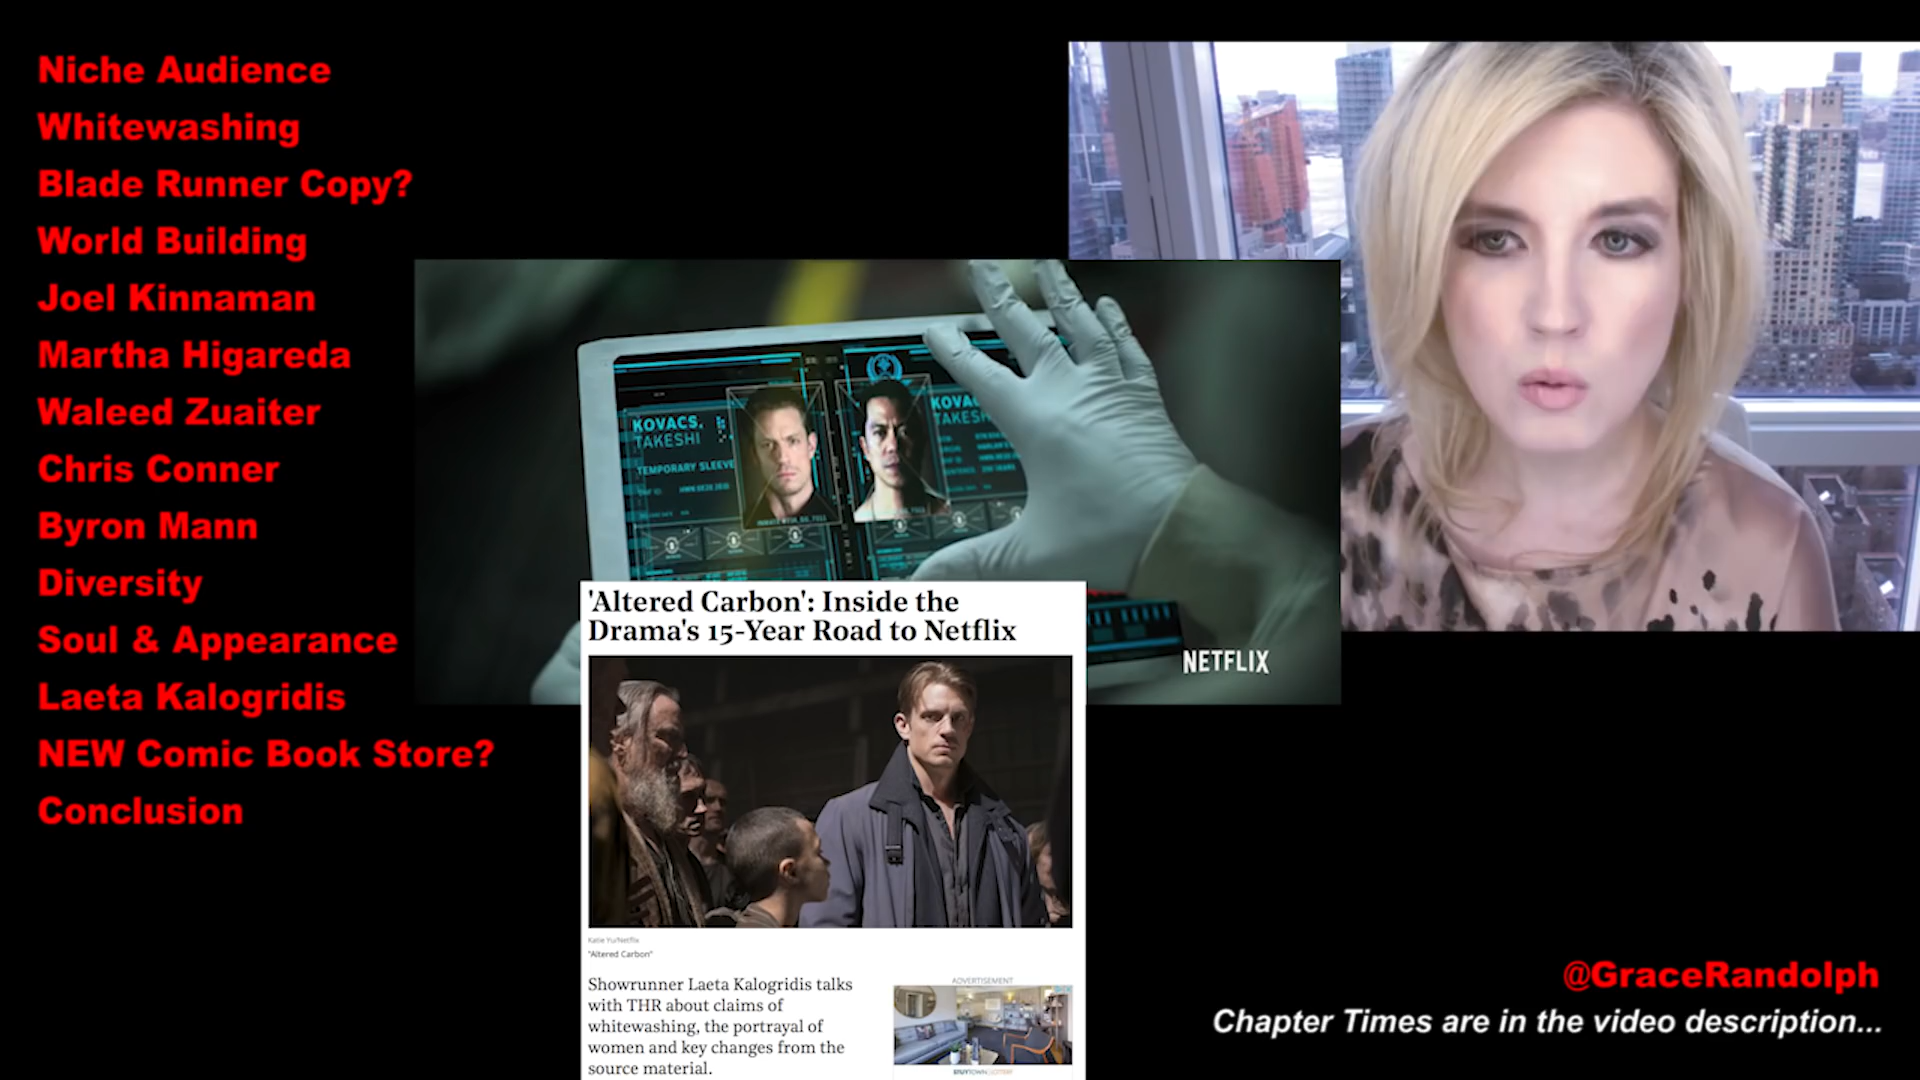 Niche Audience
Whitewashing
Blade Runner Copy?
World Building
Joel Kinnaman
Martha Higareda
Waleed Zuaiter
Chris Conner
Byron Mann
Diversity
Soul & Appearance
Laeta Kalogridis
NEW Comic Book Store?
Conclusion
KOVACS.
TAKESHI
TEMPORARY SLEEVE
KOVAC
TAKESH
NETFLIX
'Altered Carbon': Inside the
Drama's 15-Year Road to Netflix
Katie Yu/Netflix
"Altered Carbon"
Showrunner Laeta Kalogridis talks
with THR about claims of
whitewashing, the portrayal of
women and key changes from the
source material.
ADVERTISEMENT
@GraceRandolph
Chapter Times are in the video description...